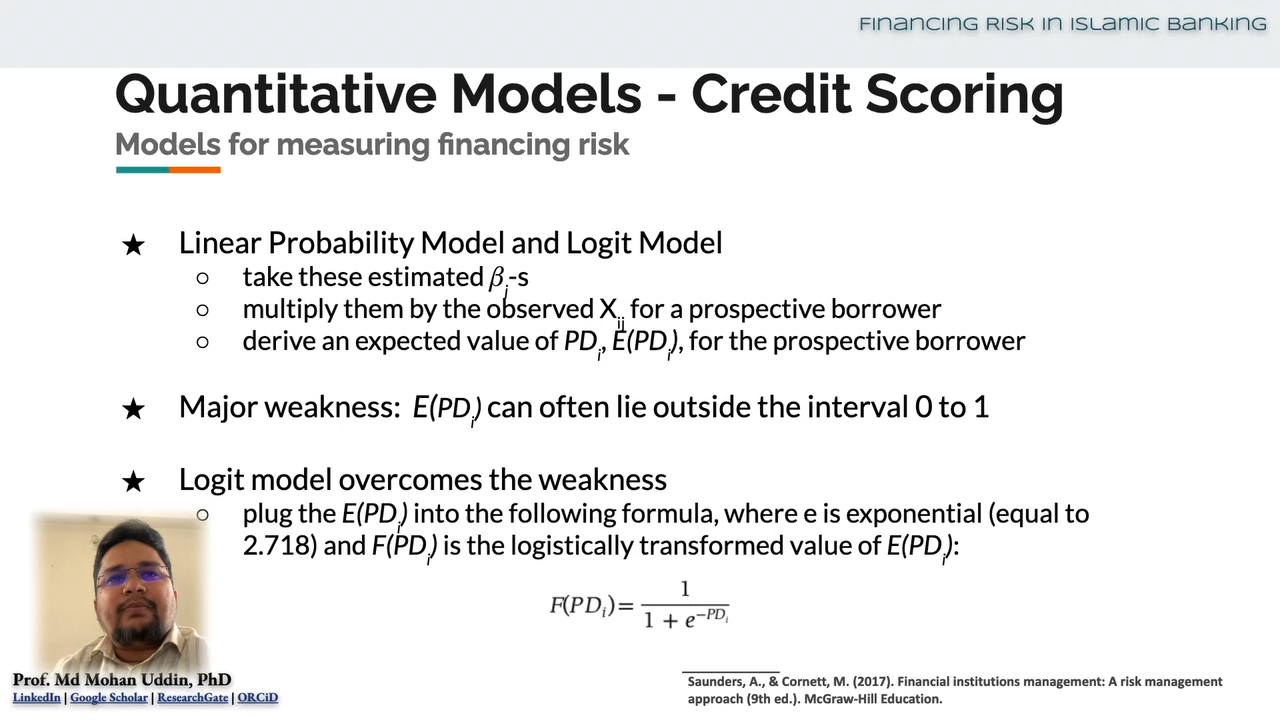 Financing Risk in Islamic Banking
Quantitative Models - Credit Scoring
Models for measuring financing risk
★ Linear Probability Model and Logit Model
○ take these estimated βj-s
○ multiply them by the observed Xij for a prospective borrower
○ derive an expected value of PDi, E(PDi), for the prospective borrower
★ Major weakness: E(PDi) can often lie outside the interval 0 to 1
★ Logit model overcomes the weakness
○ plug the E(PDi) into the following formula, where e is exponential (equal to
2.718) and F(PDi) is the logistically transformed value of E(PDi):
F(PDi) = 1 / (1 + e^−PDi)
Prof. Md Mohan Uddin, PhD
LinkedIn | Google Scholar | ResearchGate | ORCiD
Saunders, A., & Cornett, M. (2017). Financial institutions management: A risk management
approach (9th ed.). McGraw-Hill Education.